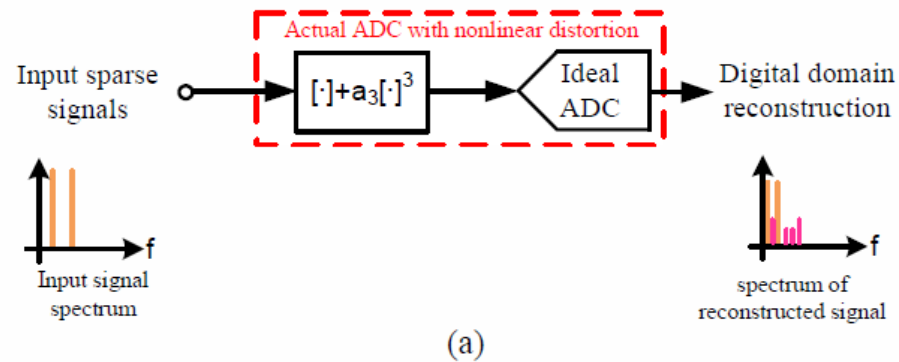 Actual ADC with nonlinear distortion
Input sparse
signals
[·]+a₃[·]³
Ideal
ADC
Digital domain
reconstruction
f
Input signal
spectrum
f
spectrum of
reconstructed signal
(a)